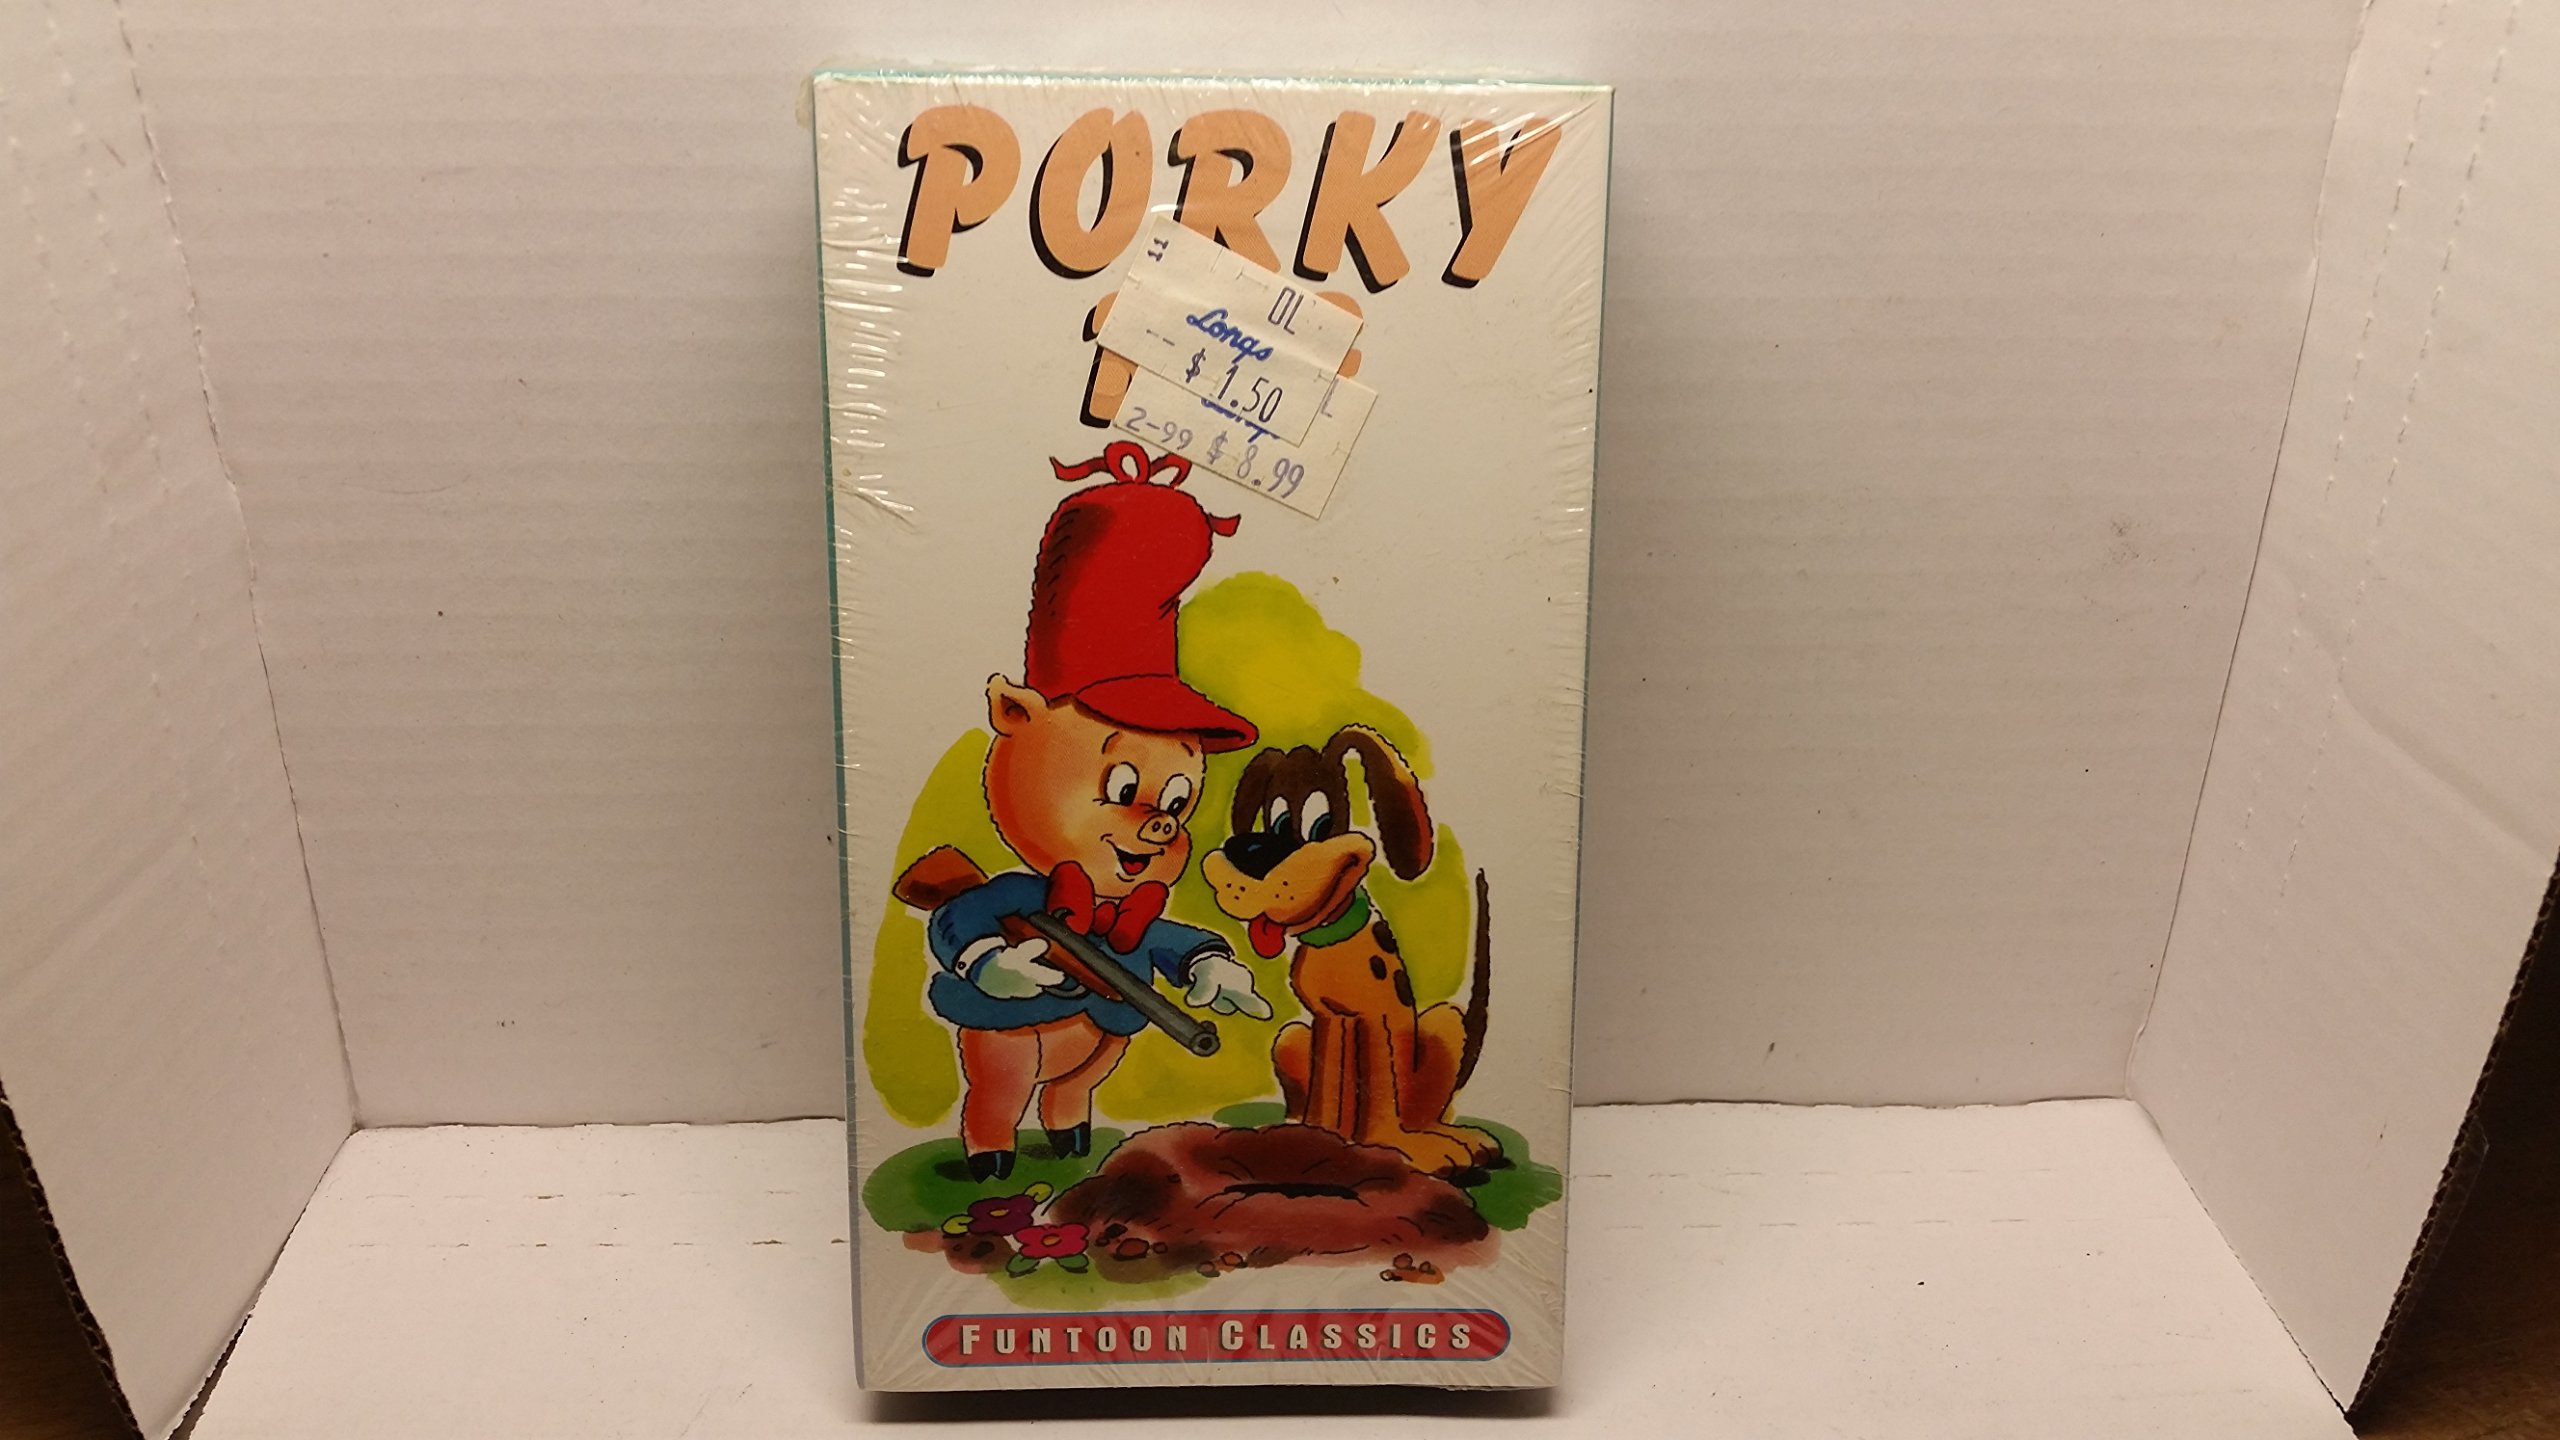 PORKY
11
OL
Longs
-- $ 1.50
2-99 $ 8.99
FUNTOON CLASSICS